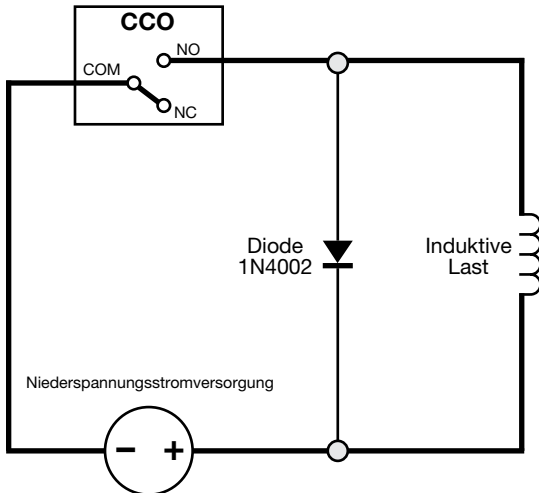 CCO
NO
COM
NC
Diode
1N4002
Induktive
Last
Niederspannungsstromversorgung
− +